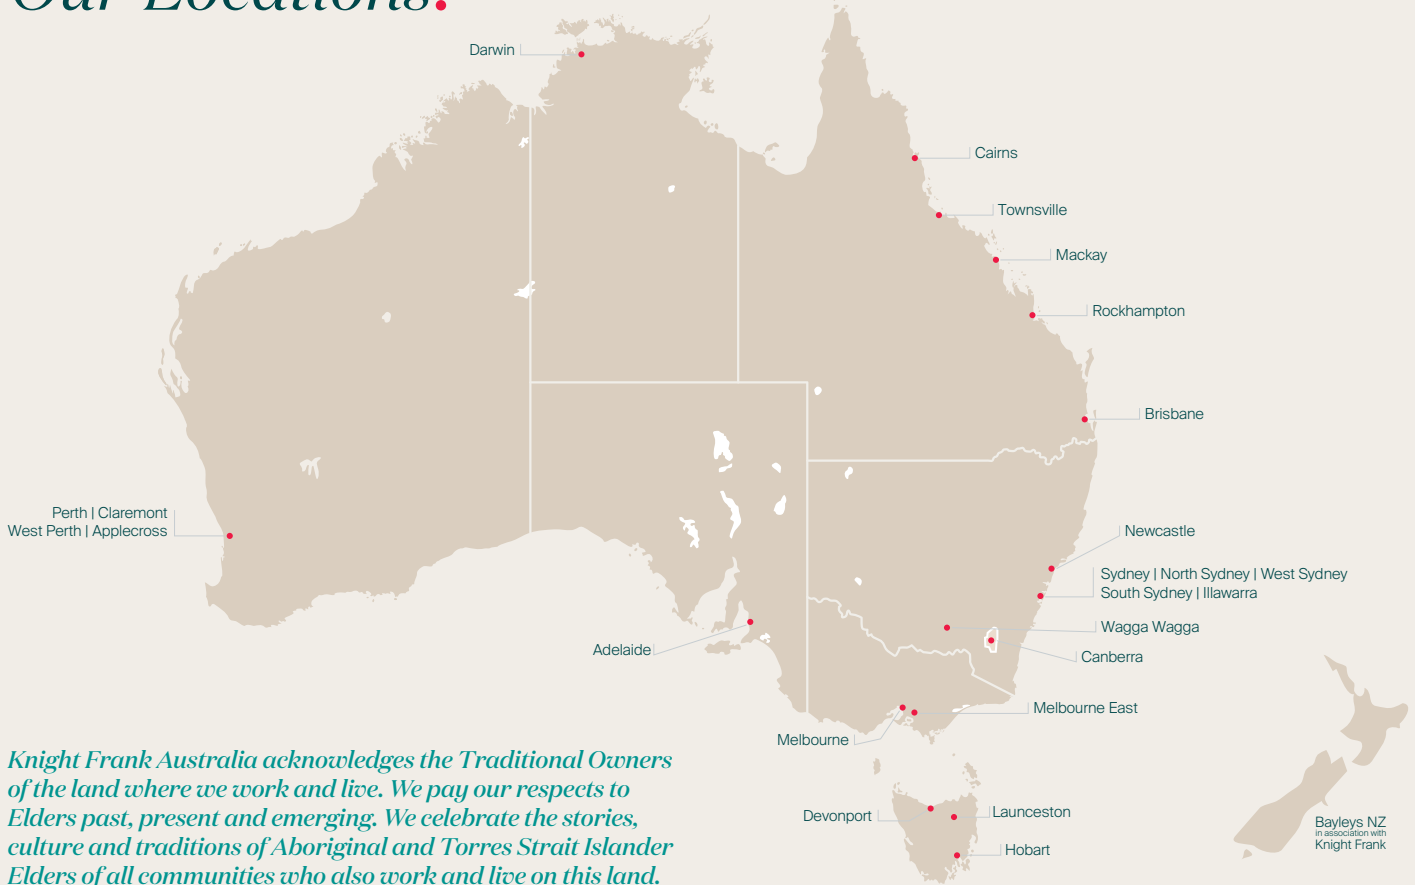 Our Locations.
Darwin
Cairns
Townsville
Mackay
Rockhampton
Brisbane
Perth | Claremont
West Perth | Applecross
Newcastle
Sydney | North Sydney | West Sydney
South Sydney | Illawarra
Wagga Wagga
Adelaide
Canberra
Melbourne East
Melbourne
Knight Frank Australia acknowledges the Traditional Owners
of the land where we work and live. We pay our respects to
Elders past, present and emerging. We celebrate the stories,
culture and traditions of Aboriginal and Torres Strait Islander
Elders of all communities who also work and live on this land.
Devonport
Launceston
Hobart
Bayleys NZ
in association with
Knight Frank